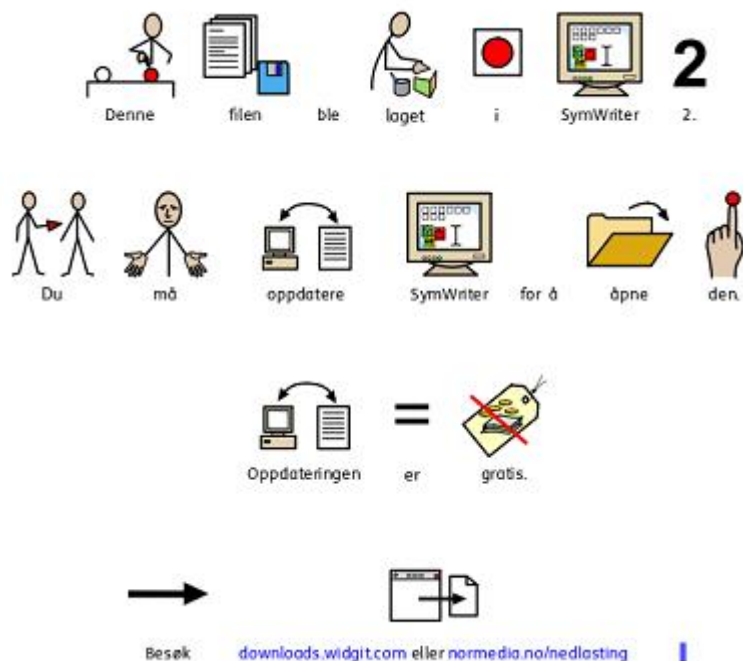 2
Denne filen ble laget i SymWriter 2.
Du må oppdatere SymWriter for å åpne den.
=
Oppdateringen er gratis.
Besøk downloads.widgit.com eller normedia.no/nedlasting